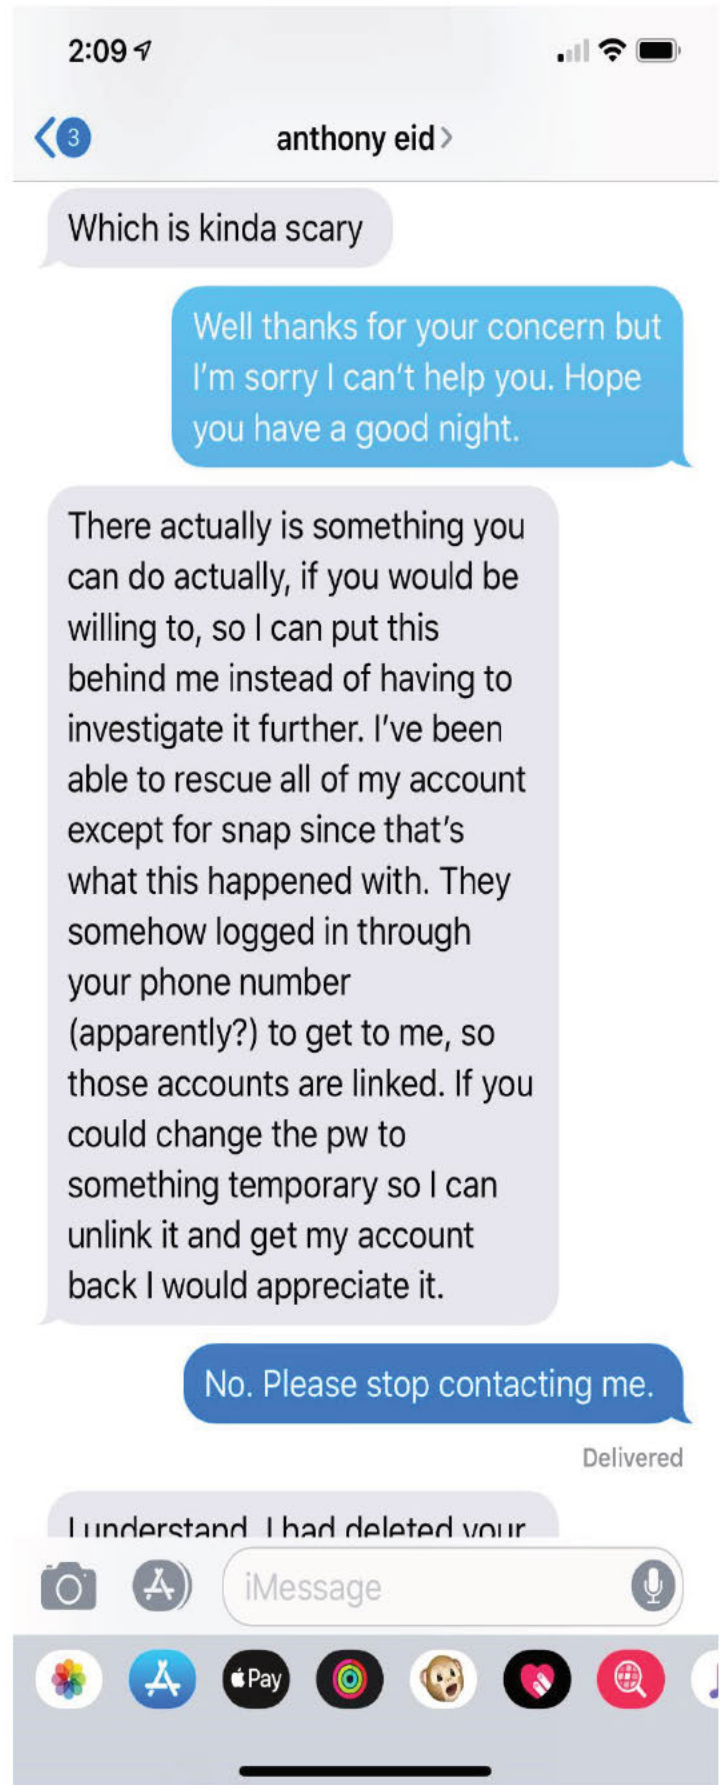 2:09
3
anthony eid
Which is kinda scary
Well thanks for your concern but
I'm sorry I can't help you. Hope
you have a good night.
There actually is something you
can do actually, if you would be
willing to, so I can put this
behind me instead of having to
investigate it further. I've been
able to rescue all of my account
except for snap since that's
what this happened with. They
somehow logged in through
your phone number
(apparently?) to get to me, so
those accounts are linked. If you
could change the pw to
something temporary so I can
unlink it and get my account
back I would appreciate it.
No. Please stop contacting me.
Delivered
I understand. I had deleted your
iMessage
Pay